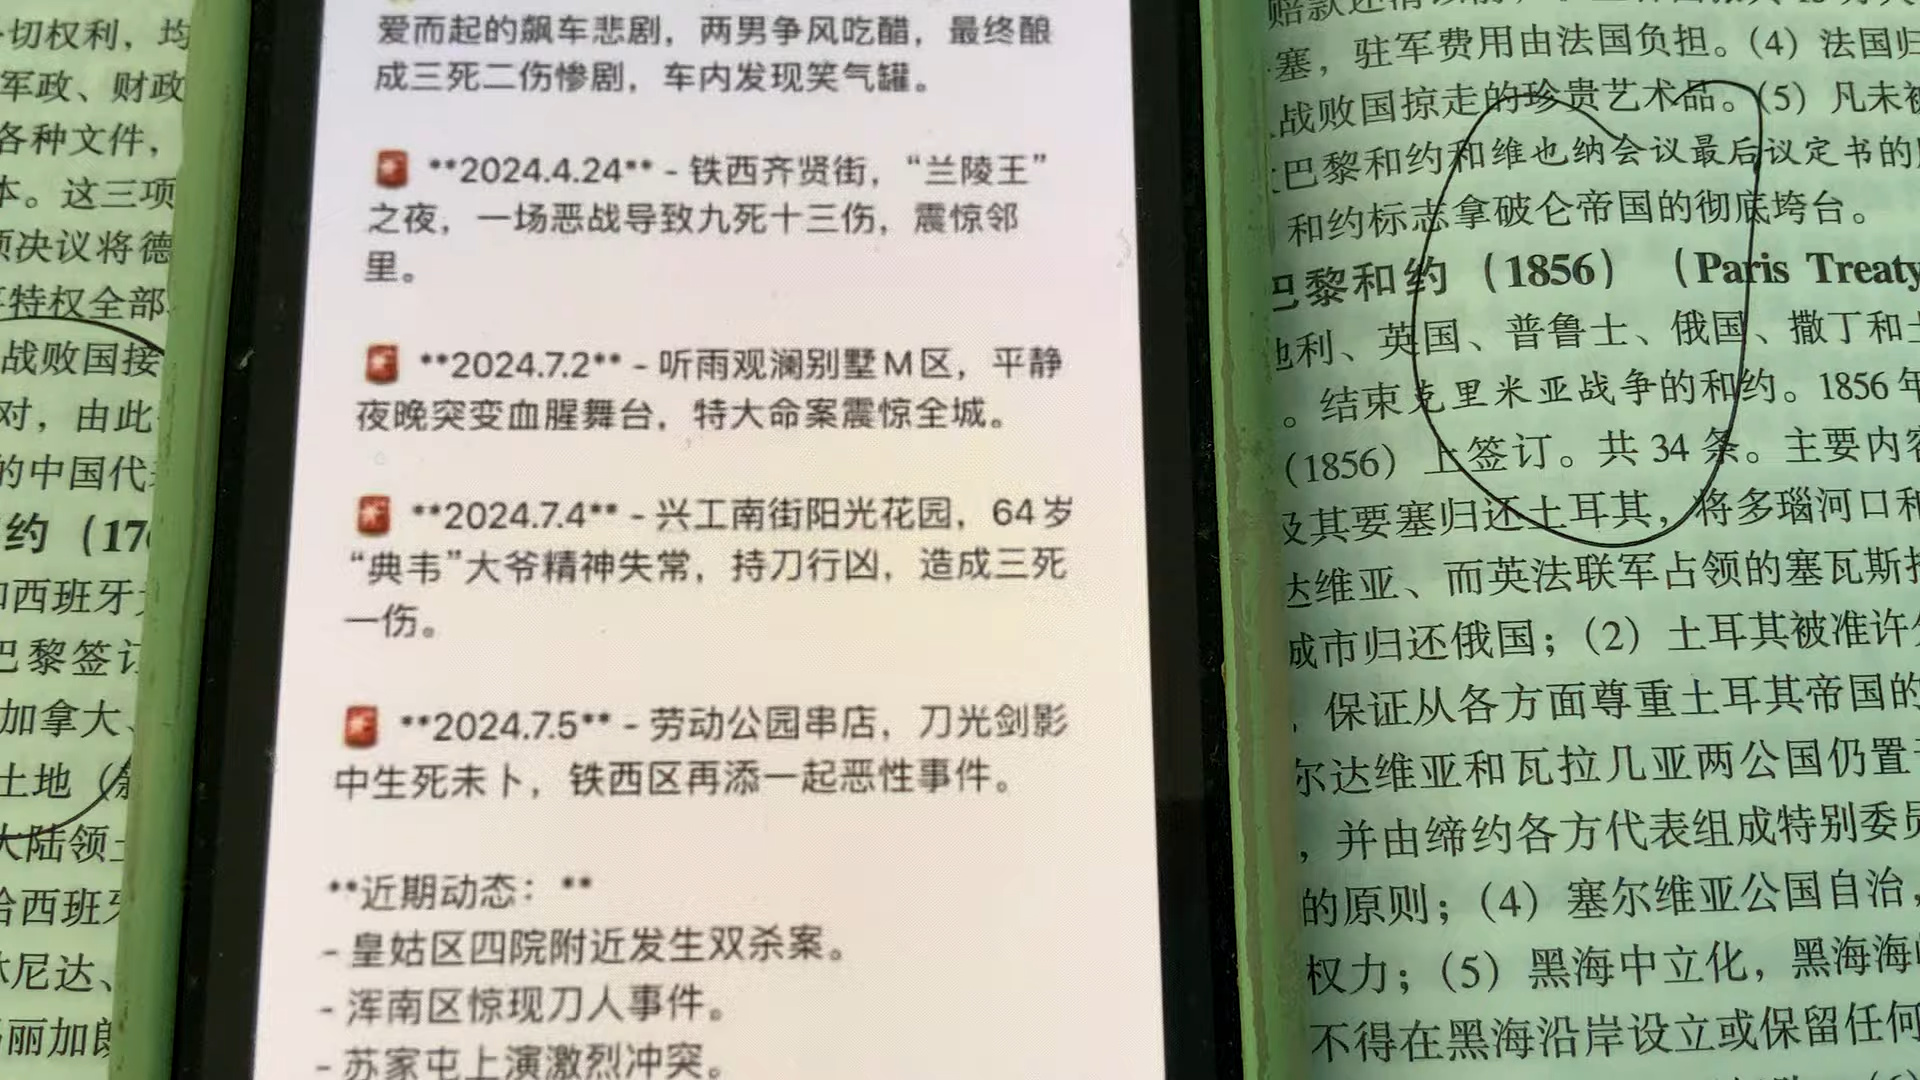 切权利，均
军政、财政
各种文件，
本。这三项
决议将德
特权全部
战败国接
对，由此
的中国代
约（17
西班牙
巴黎签订
加拿大、
土地（
大陆领土
给西班牙
尼达、
丽加朗
爱而起的飙车悲剧，两男争风吃醋，最终酿
成三死二伤惨剧，车内发现笑气罐。
**2024.4.24** - 铁西齐贤街，“兰陵王”
之夜，一场恶战导致九死十三伤，震惊邻
里。
**2024.7.2** - 听雨观澜别墅M区，平静
夜晚突变血腥舞台，特大命案震惊全城。
**2024.7.4** - 兴工南街阳光花园，64岁
“典韦”大爷精神失常，持刀行凶，造成三死
一伤。
**2024.7.5** - 劳动公园串店，刀光剑影
中生死未卜，铁西区再添一起恶性事件。
**近期动态：**
- 皇姑区四院附近发生双杀案。
- 浑南区惊现刀人事件。
- 苏家屯上演激烈冲突。
塞，驻军费用由法国负担。（4）法国归
战败国掠走的珍贵艺术品。（5）凡未被
巴黎和约和维也纳会议最后议定书的
和约标志拿破仑帝国的彻底垮台。
巴黎和约（1856）（Paris Treaty
地利、英国、普鲁士、俄国、撒丁和土
。结束克里米亚战争的和约。1856年
（1856）上签订。共34条。主要内容
及其要塞归还土耳其，将多瑙河口和
达维亚、而英法联军占领的塞瓦斯托
城市归还俄国；（2）土耳其被准许
，保证从各方面尊重土耳其帝国的
尔达维亚和瓦拉几亚两公国仍置于
，并由缔约各方代表组成特别委员
的原则；（4）塞尔维亚公国自治，
权力；（5）黑海中立化，黑海海
不得在黑海沿岸设立或保留任何